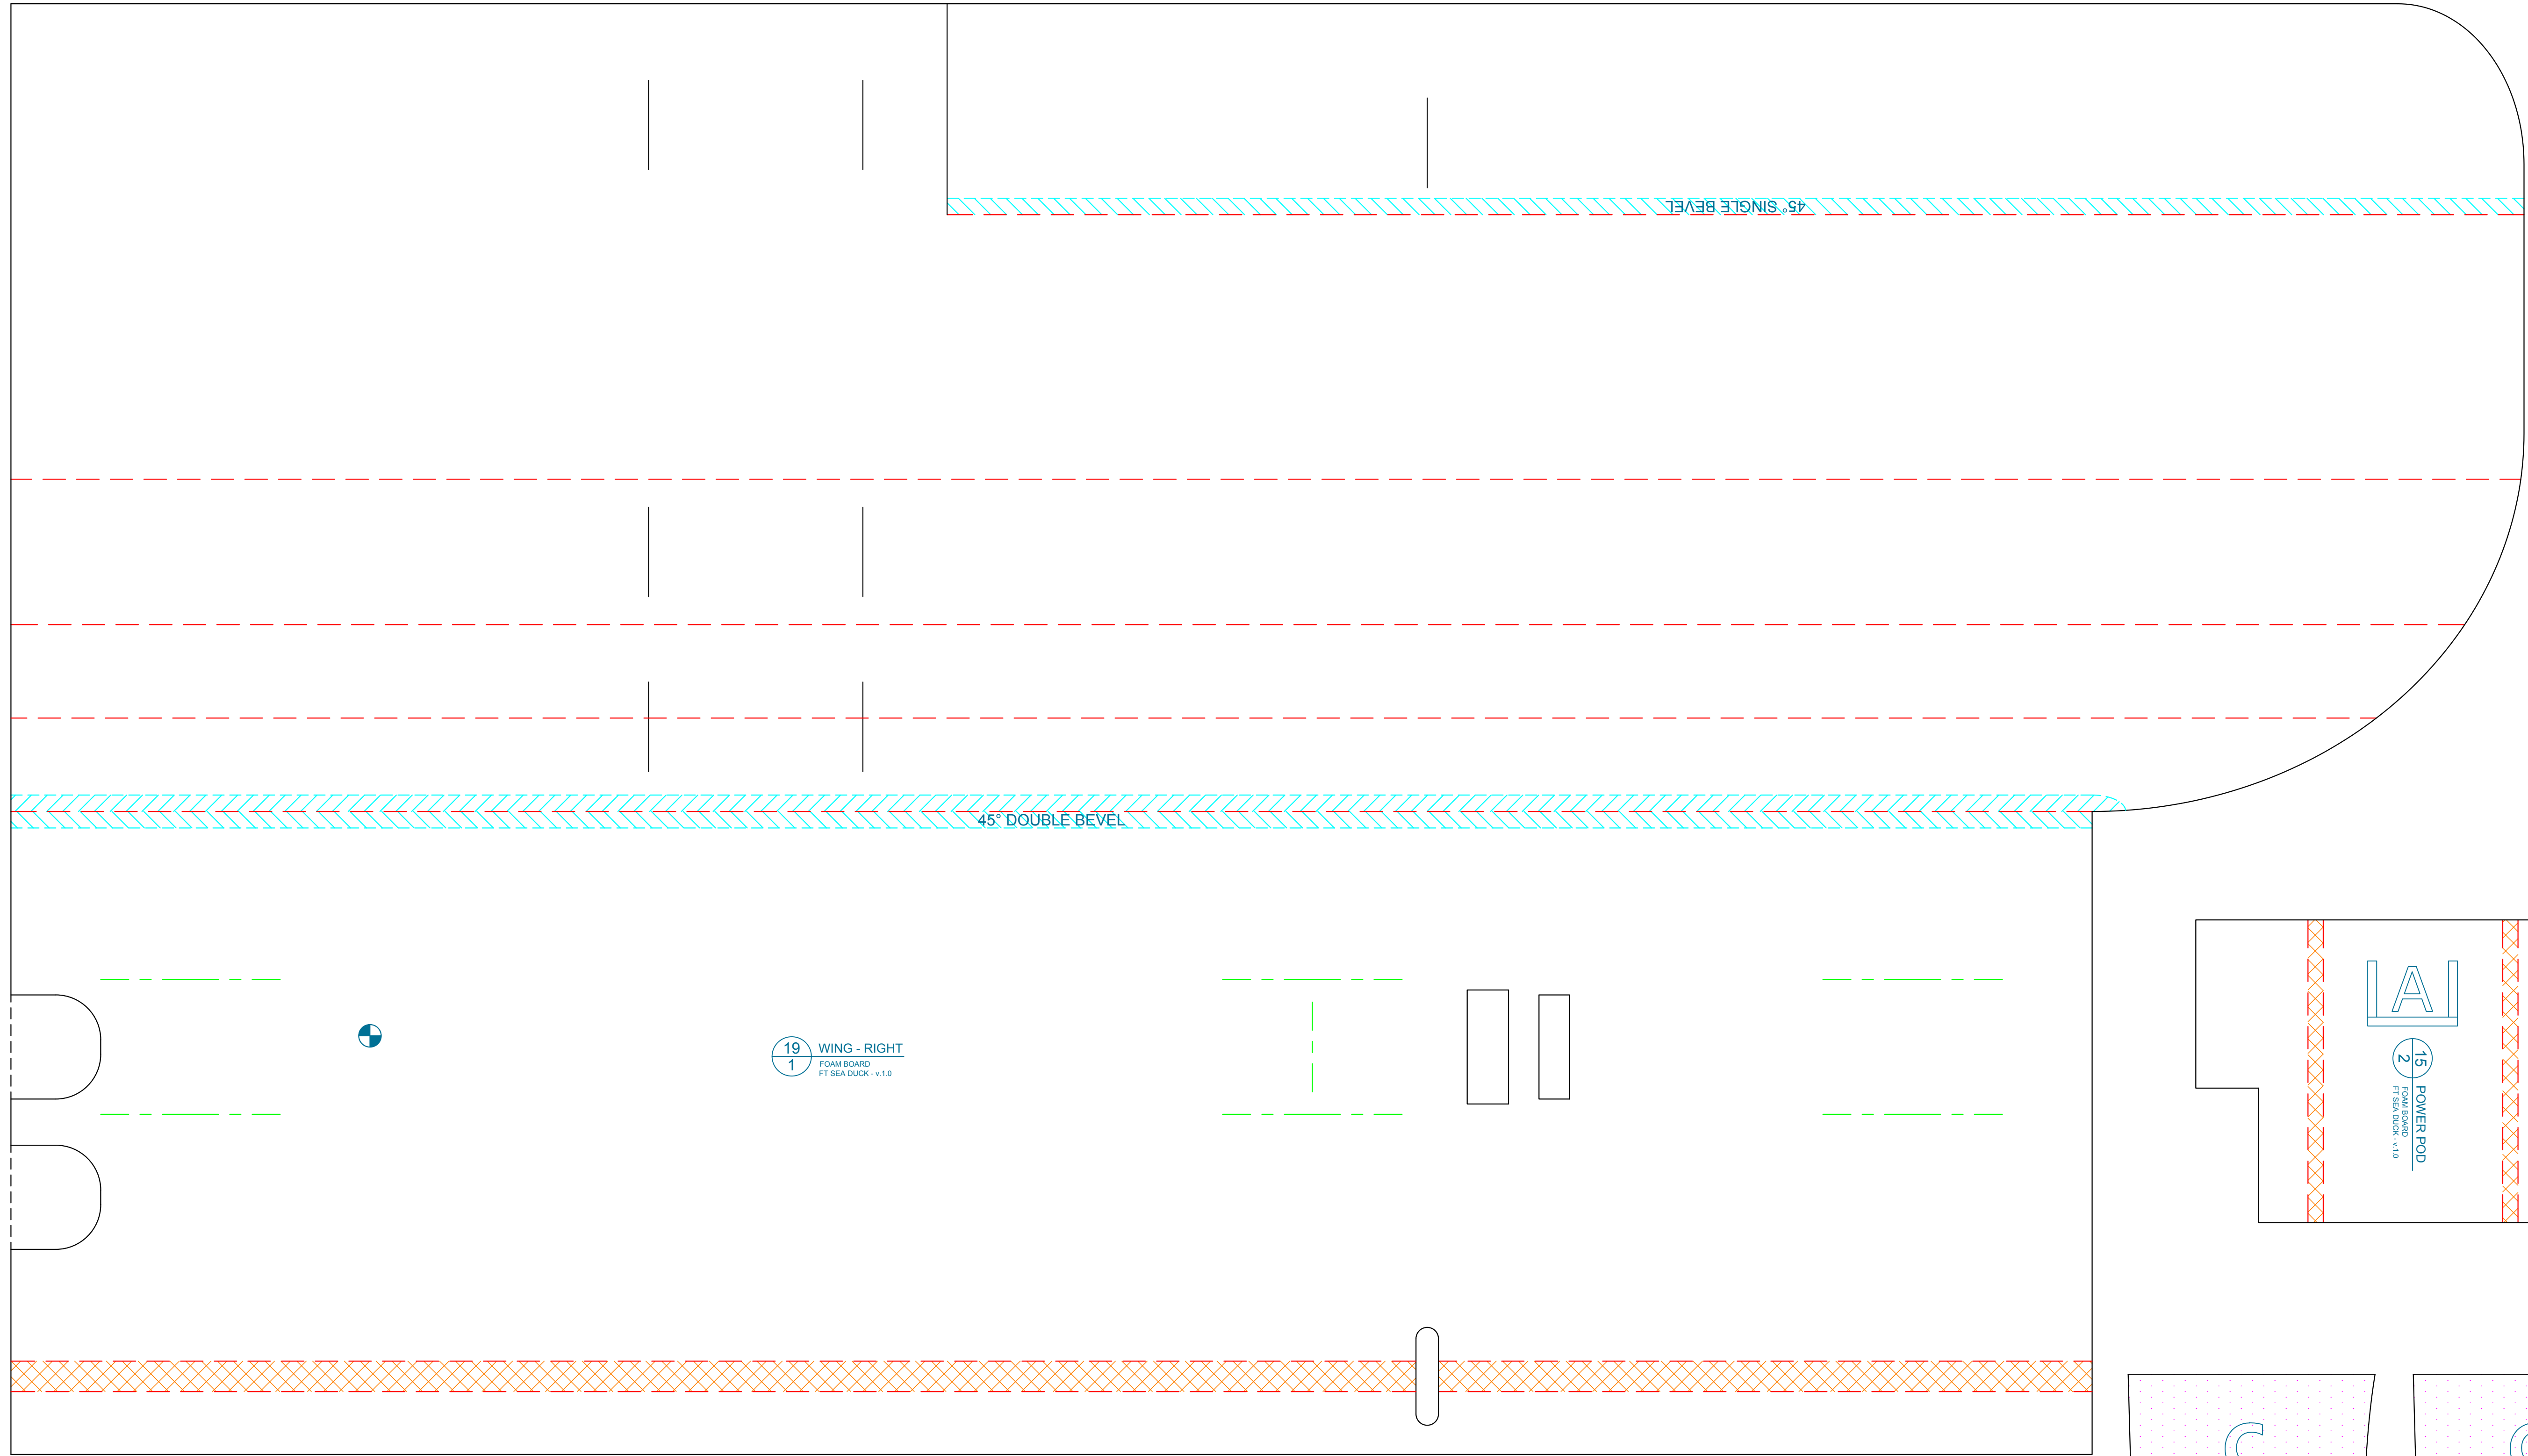 45° SINGLE BEVEL
45° DOUBLE BEVEL
19
1
WING - RIGHT
FOAM BOARD
FT SEA DUCK - v.1.0
A
15
2
POWER POD
FOAM BOARD
FT SEA DUCK - v.1.0
C